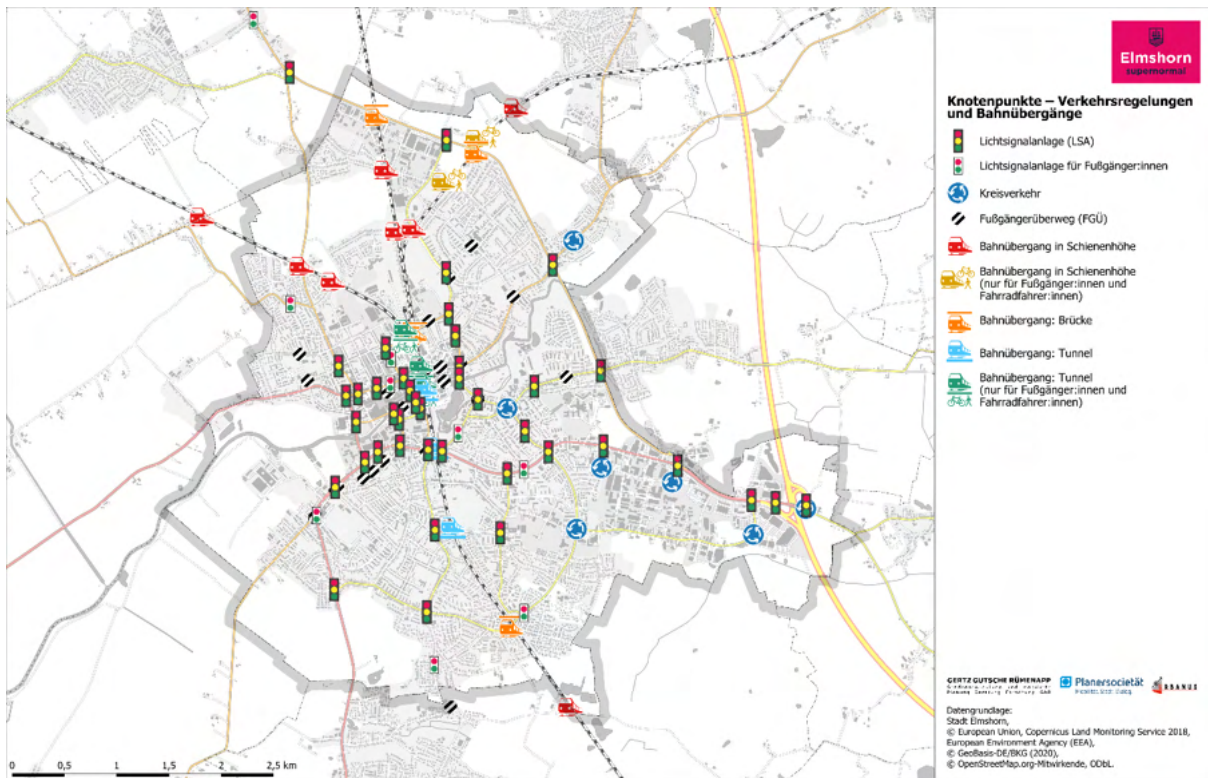 Elmshorn
supernormal
Knotenpunkte – Verkehrsregelungen
und Bahnübergänge
Lichtsignalanlage (LSA)
Lichtsignalanlage für Fußgänger:innen
Kreisverkehr
Fußgängerüberweg (FGÜ)
Bahnübergang in Schienenhöhe
Bahnübergang in Schienenhöhe
(nur für Fußgänger:innen und
Fahrradfahrer:innen)
Bahnübergang: Brücke
Bahnübergang: Tunnel
Bahnübergang: Tunnel
(nur für Fußgänger:innen und
Fahrradfahrer:innen)
GERTZ GUTSCHE RÜMENAPP
Planersocietät
URBANUS
Datengrundlage:
Stadt Elmshorn,
© European Union, Copernicus Land Monitoring Service 2018,
European Environment Agency (EEA),
© GeoBasis-DE/BKG (2020),
© OpenStreetMap.org-Mitwirkende, ODbL.
0 0,5 1 1,5 2 2,5 km